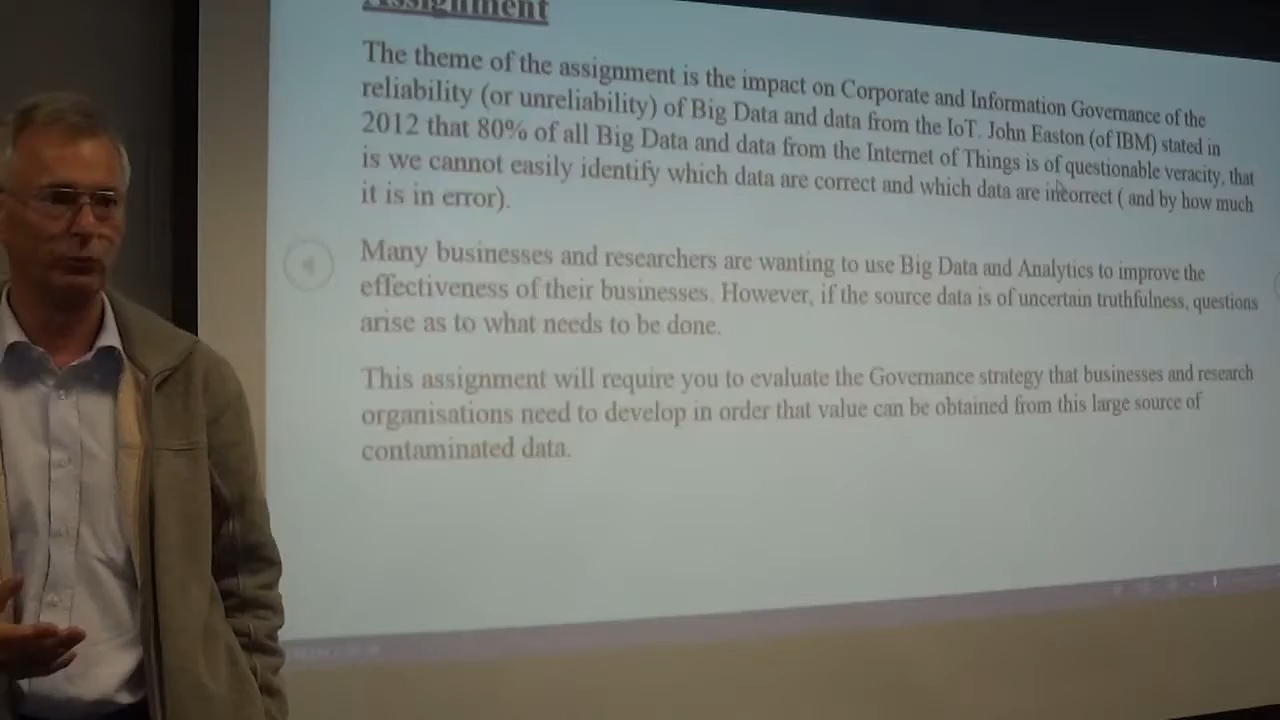 Assignment
The theme of the assignment is the impact on Corporate and Information Governance of the
reliability (or unreliability) of Big Data and data from the IoT. John Easton (of IBM) stated in
2012 that 80% of all Big Data and data from the Internet of Things is of questionable veracity, that
is we cannot easily identify which data are correct and which data are incorrect ( and by how much
it is in error).
Many businesses and researchers are wanting to use Big Data and Analytics to improve the
effectiveness of their businesses. However, if the source data is of uncertain truthfulness, questions
arise as to what needs to be done.
This assignment will require you to evaluate the Governance strategy that businesses and research
organisations need to develop in order that value can be obtained from this large source of
contaminated data.